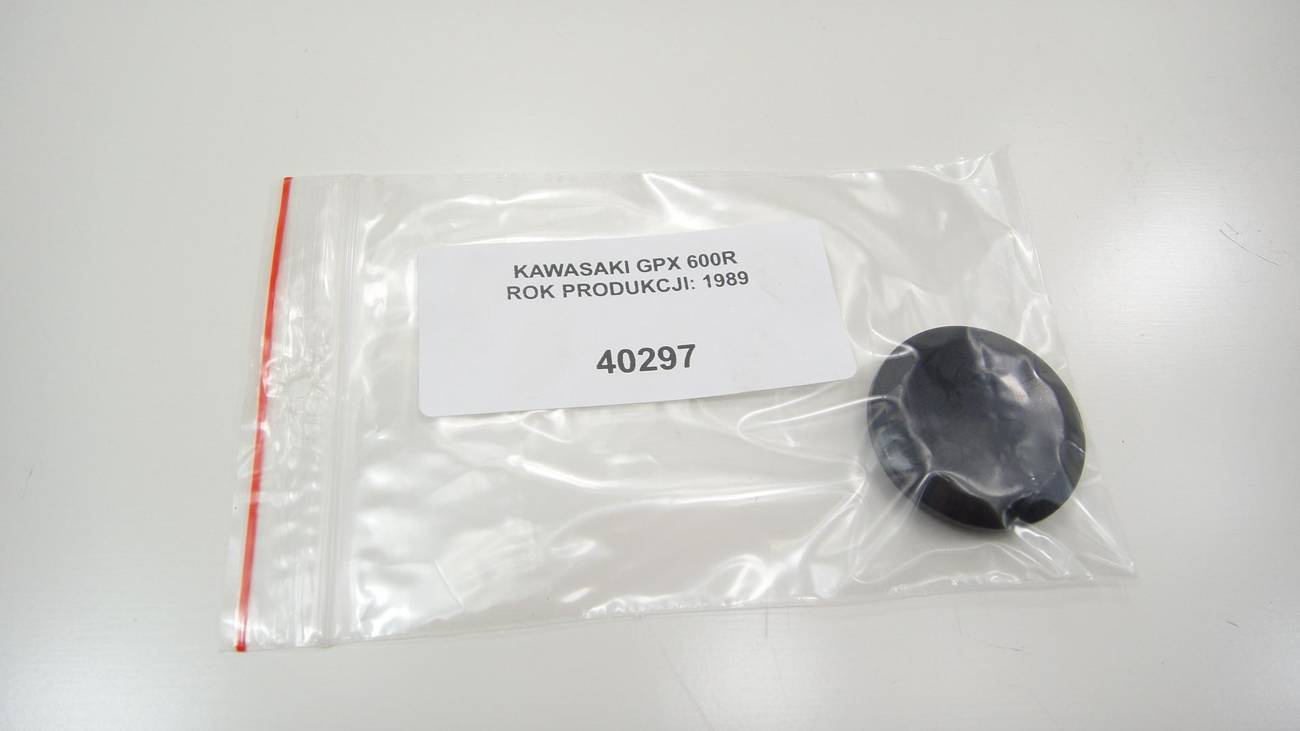 KAWASAKI GPX 600R
ROK PRODUKCJI: 1989
40297